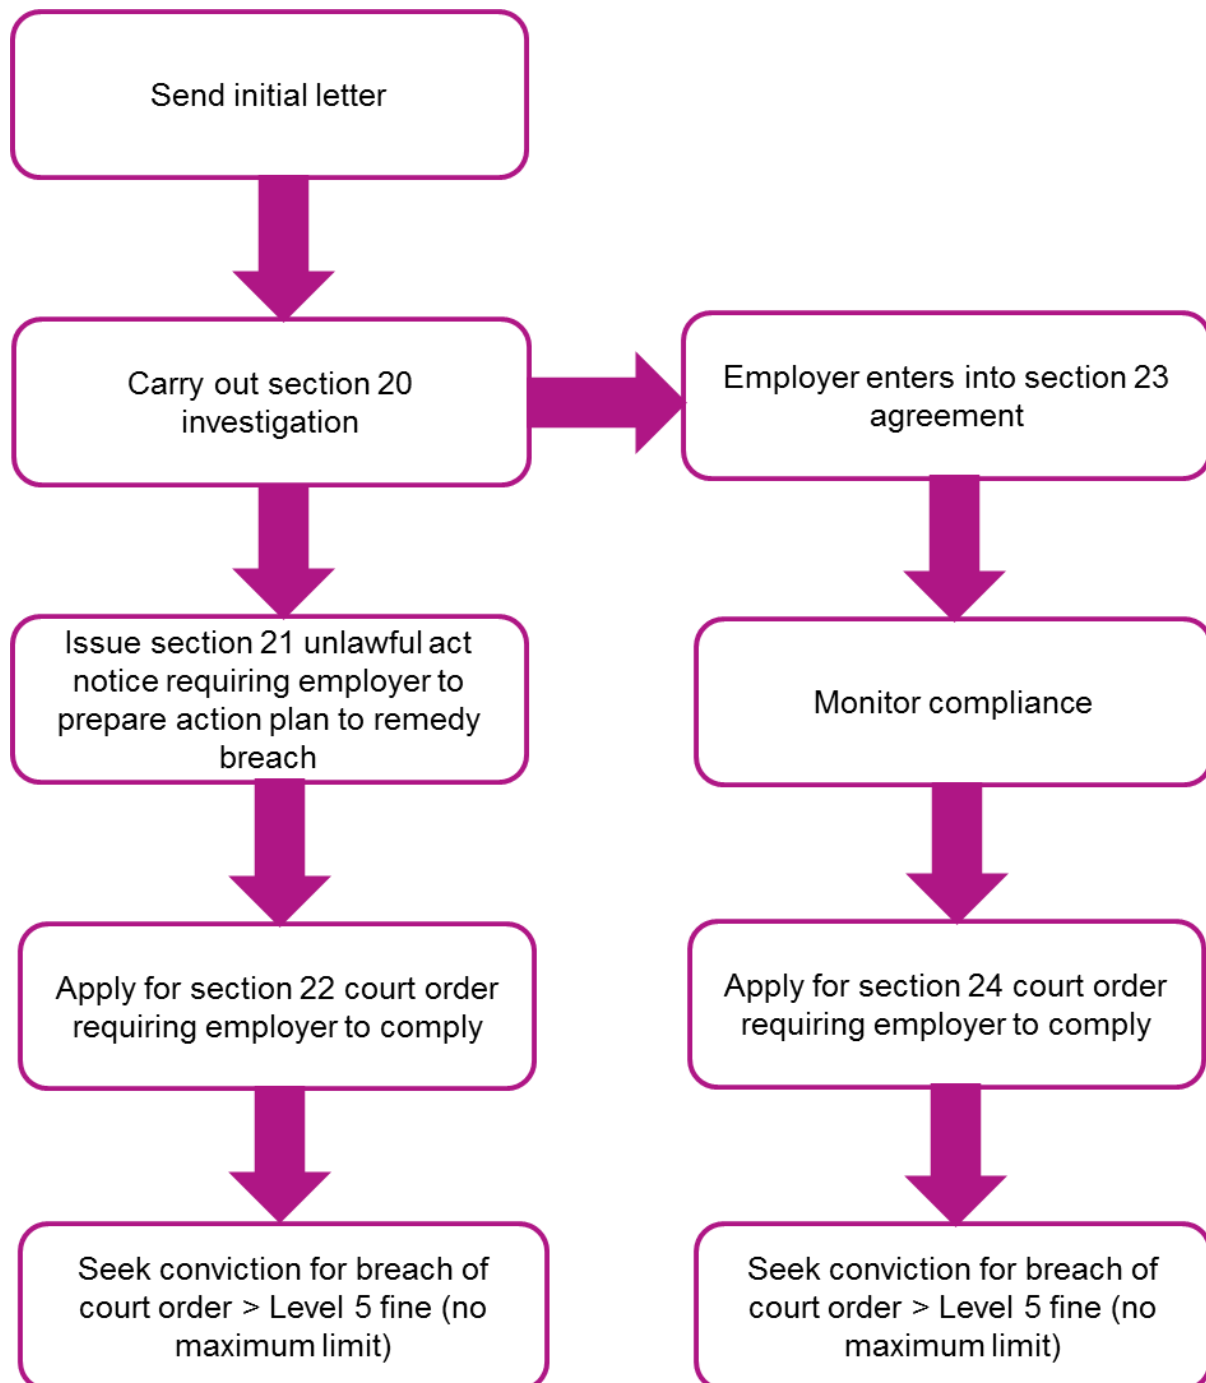 Send initial letter
Carry out section 20
investigation
Employer enters into section 23
agreement
Issue section 21 unlawful act
notice requiring employer to
prepare action plan to remedy
breach
Monitor compliance
Apply for section 22 court order
requiring employer to comply
Apply for section 24 court order
requiring employer to comply
Seek conviction for breach of
court order > Level 5 fine (no
maximum limit)
Seek conviction for breach of
court order > Level 5 fine (no
maximum limit)